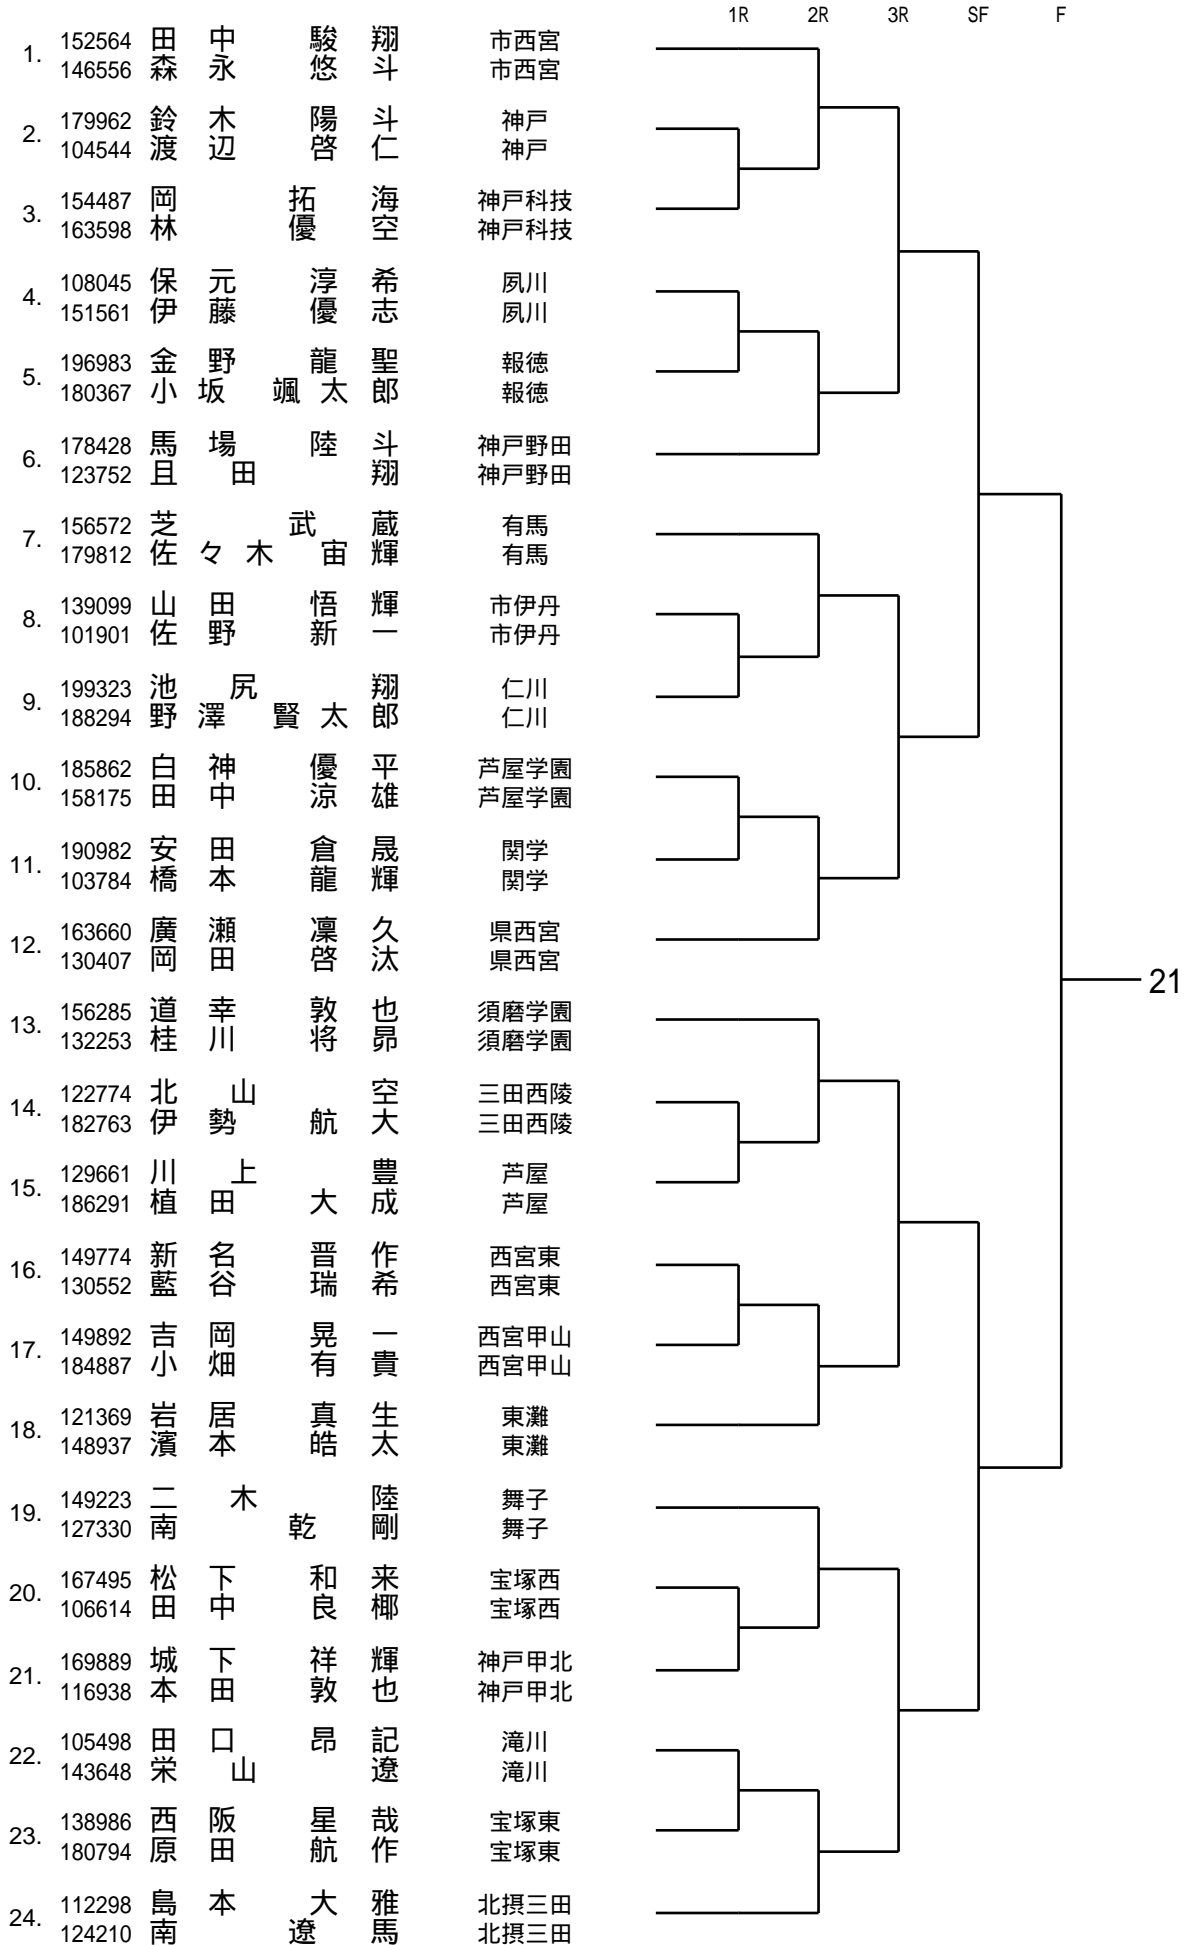 1R 2R 3R SF F
1. 152564 田中 駿翔 市西宮
146556 森永 悠斗 市西宮
2. 179962 鈴木 陽斗 神戸
104544 渡辺 啓仁 神戸
3. 154487 岡 拓海 神戸科技
163598 林 優空 神戸科技
4. 108045 保元 淳希 夙川
151561 伊藤 優志 夙川
5. 196983 金野 龍聖 報徳
180367 小坂 颯太郎 報徳
6. 178428 馬場 陸斗 神戸野田
123752 且田 翔 神戸野田
7. 156572 芝 武蔵 有馬
179812 佐々木 宙輝 有馬
8. 139099 山田 悟輝 市伊丹
101901 佐野 新一 市伊丹
9. 199323 池尻 翔 仁川
188294 野澤 賢太郎 仁川
10. 185862 白神 優平 芦屋学園
158175 田中 涼雄 芦屋学園
11. 190982 安田 倉晟 関学
103784 橋本 龍輝 関学
12. 163660 廣瀬 凜久 県西宮
130407 岡田 啓汰 県西宮
21
13. 156285 道幸 敦也 須磨学園
132253 桂川 将昴 須磨学園
14. 122774 北山 空 三田西陵
182763 伊勢 航大 三田西陵
15. 129661 川上 豊 芦屋
186291 植田 大成 芦屋
16. 149774 新名 晋作 西宮東
130552 藍谷 瑞希 西宮東
17. 149892 吉岡 晃一 西宮甲山
184887 小畑 有貴 西宮甲山
18. 121369 岩居 真生 東灘
148937 濱本 皓太 東灘
19. 149223 二木 陸 舞子
127330 南 乾剛 舞子
20. 167495 松下 和来 宝塚西
106614 田中 良椰 宝塚西
21. 169889 城下 祥輝 神戸甲北
116938 本田 敦也 神戸甲北
22. 105498 田口 昂記 滝川
143648 栄山 遼 滝川
23. 138986 西阪 星哉 宝塚東
180794 原田 航作 宝塚東
24. 112298 島本 大雅 北摂三田
124210 南 遼馬 北摂三田